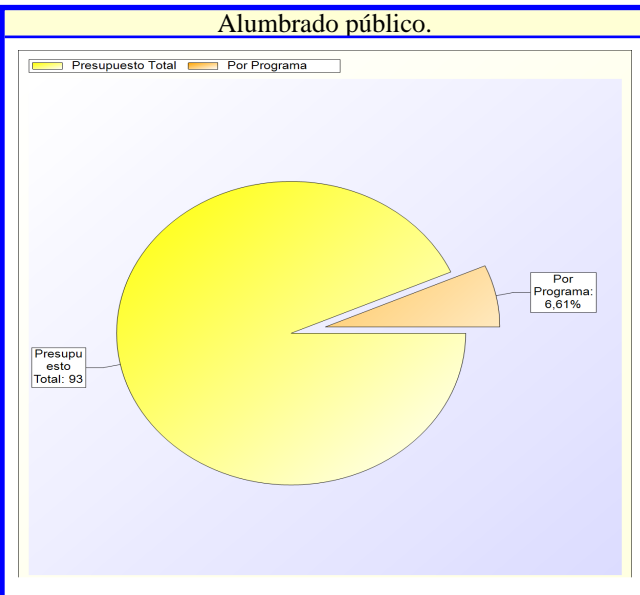 Alumbrado público.
Presupuesto Total Por Programa
Por
Programa:
6,61%
Presupu
esto
Total: 93